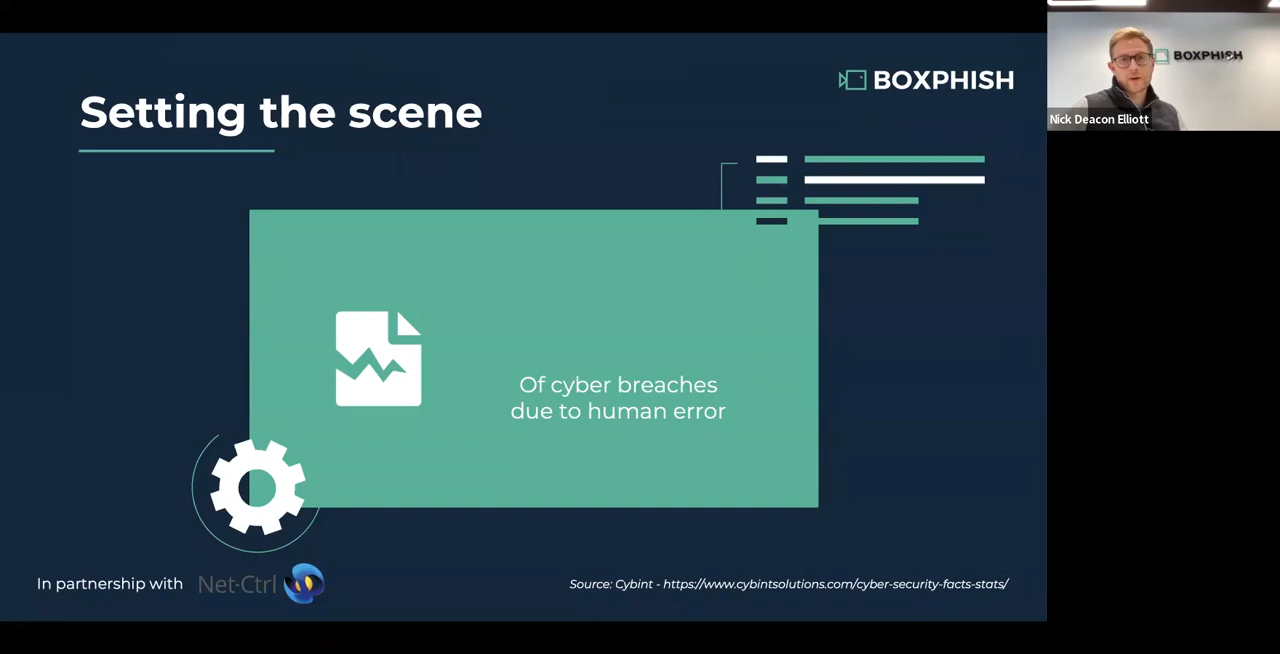 BOXPHISH
Setting the scene
BOXPHISH
Nick Deacon Elliott
Of cyber breaches
due to human error
In partnership with Net-Ctrl
Source: Cybint - https://www.cybintsolutions.com/cyber-security-facts-stats/